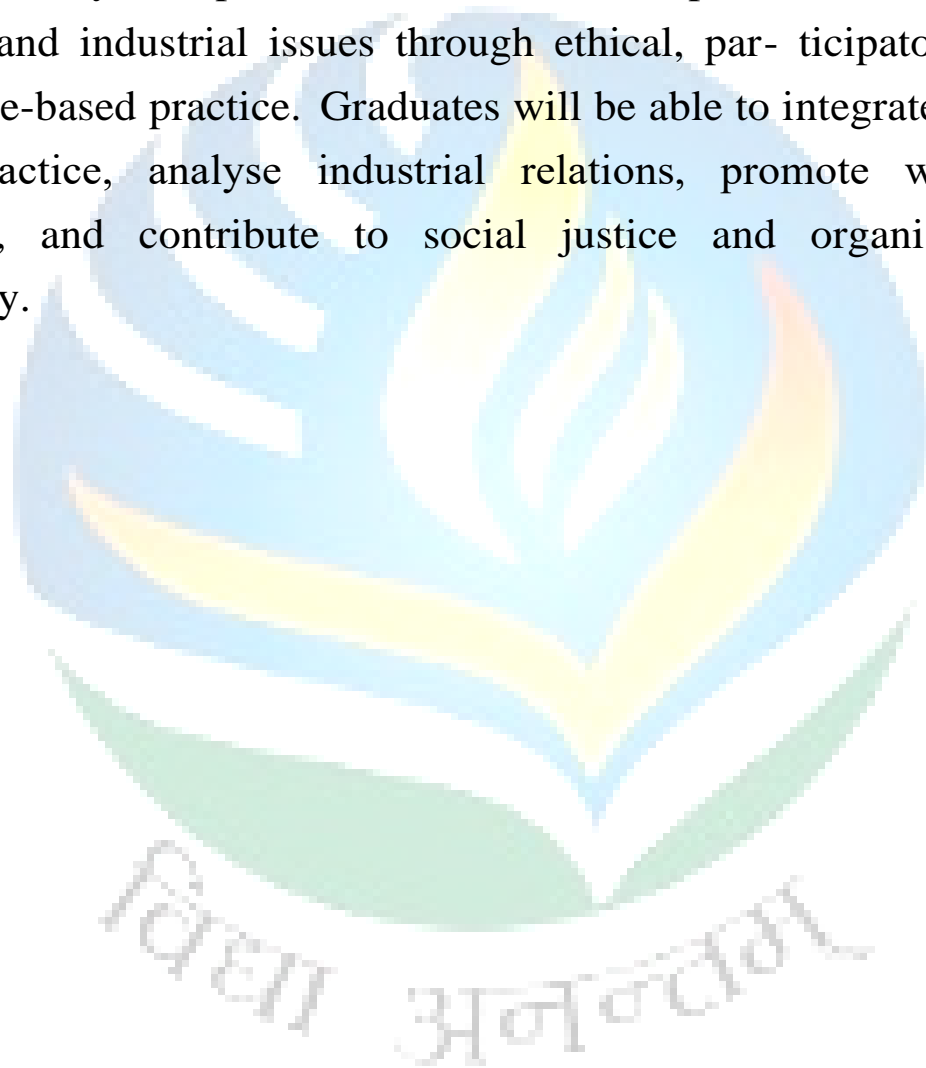 and industrial issues through ethical, par- ticipato
e-based practice. Graduates will be able to integrate
actice, analyse industrial relations, promote w
, and contribute to social justice and organi
y.
विद्या अनन्तम्